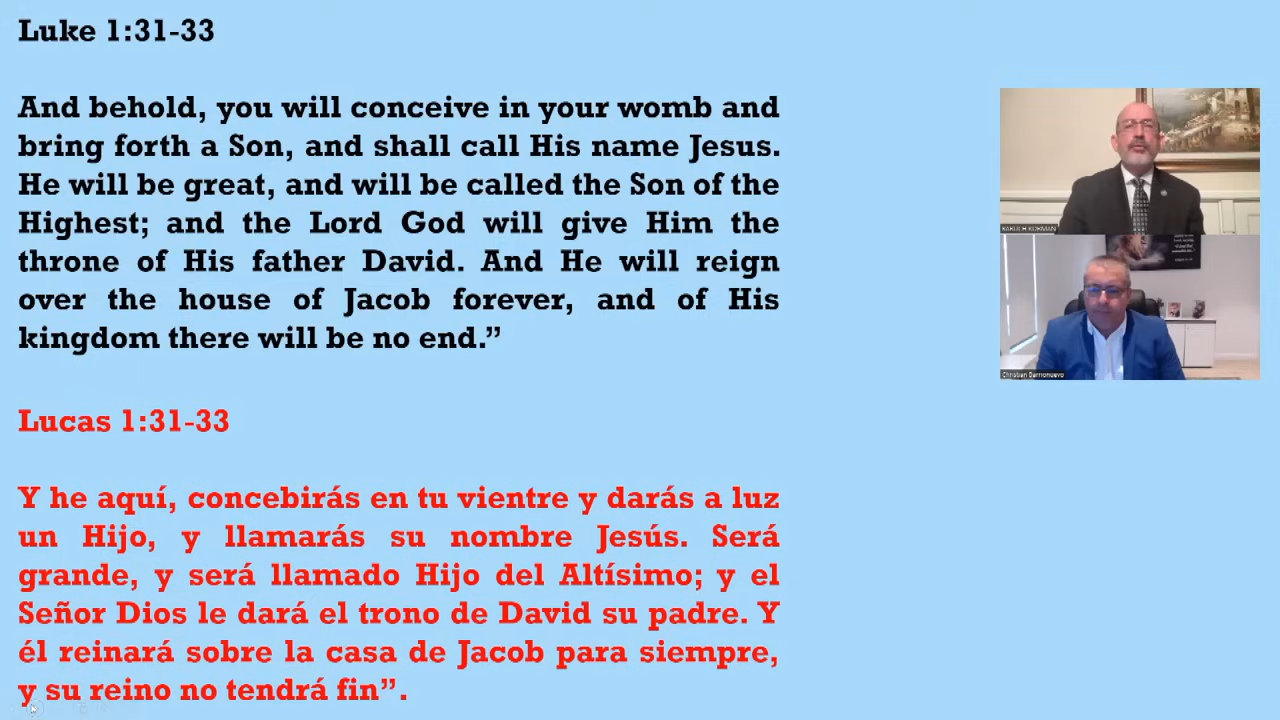 Luke 1:31-33
And behold, you will conceive in your womb and
bring forth a Son, and shall call His name Jesus.
He will be great, and will be called the Son of the
Highest; and the Lord God will give Him the
throne of His father David. And He will reign
over the house of Jacob forever, and of His
kingdom there will be no end.”
Lucas 1:31-33
Y he aquí, concebirás en tu vientre y darás a luz
un Hijo, y llamarás su nombre Jesús. Será
grande, y será llamado Hijo del Altísimo; y el
Señor Dios le dará el trono de David su padre. Y
él reinará sobre la casa de Jacob para siempre,
y su reino no tendrá fin”.
BARUCH KORMAN
Christian Barrionuevo